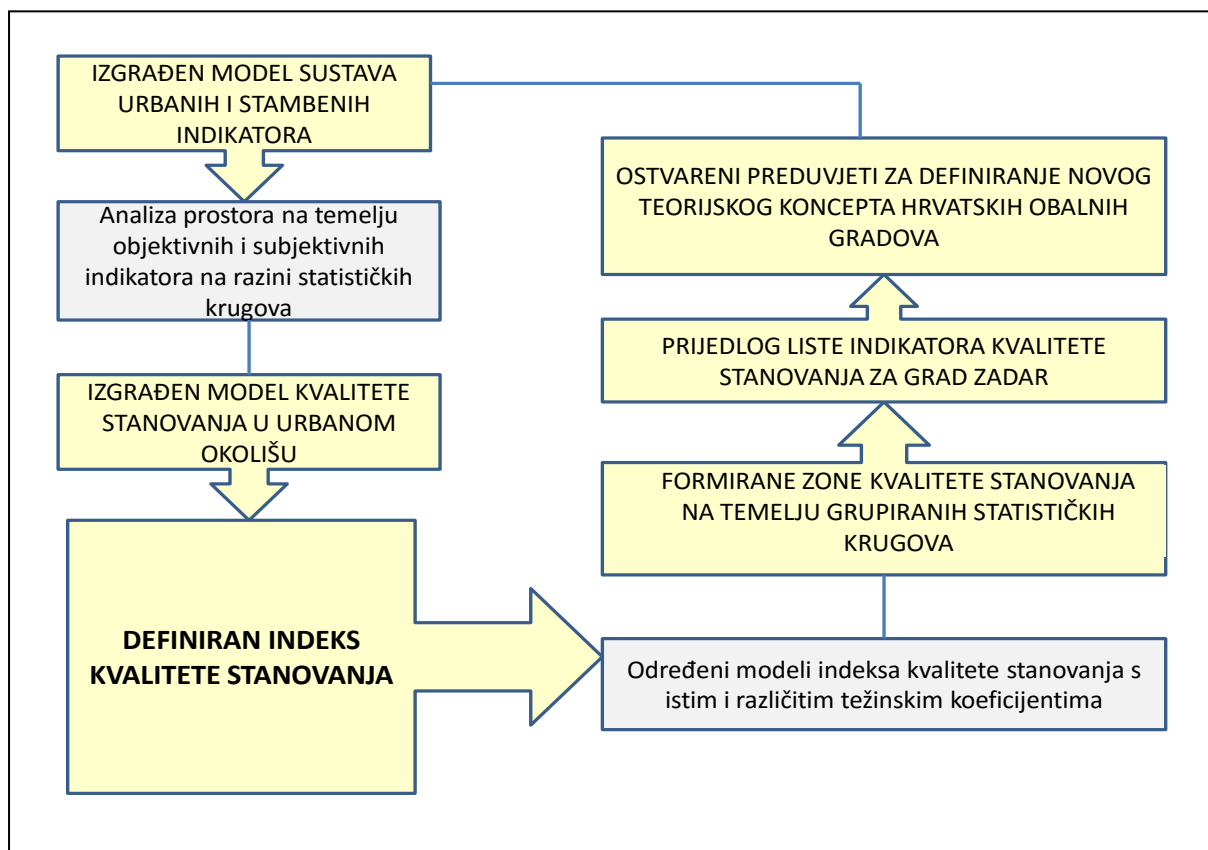 IZGRAĐEN MODEL SUSTAVA
URBANIH I STAMBENIH
INDIKATORA
Analiza prostora na temelju
objektivnih i subjektivnih
indikatora na razini statističkih
krugova
IZGRAĐEN MODEL KVALITETE
STANOVANJA U URBANOM
OKOLIŠU
DEFINIRAN INDEKS
KVALITETE STANOVANJA
OSTVARENI PREDUVJETI ZA DEFINIRANJE NOVOG
TEORIJSKOG KONCEPTA HRVATSKIH OBALNIH
GRADOVA
PRIJEDLOG LISTE INDIKATORA KVALITETE
STANOVANJA ZA GRAD ZADAR
FORMIRANE ZONE KVALITETE STANOVANJA
NA TEMELJU GRUPIRANIH STATISTIČKIH
KRUGOVA
Određeni modeli indeksa kvalitete stanovanja s
istim i različitim težinskim koeficijentima